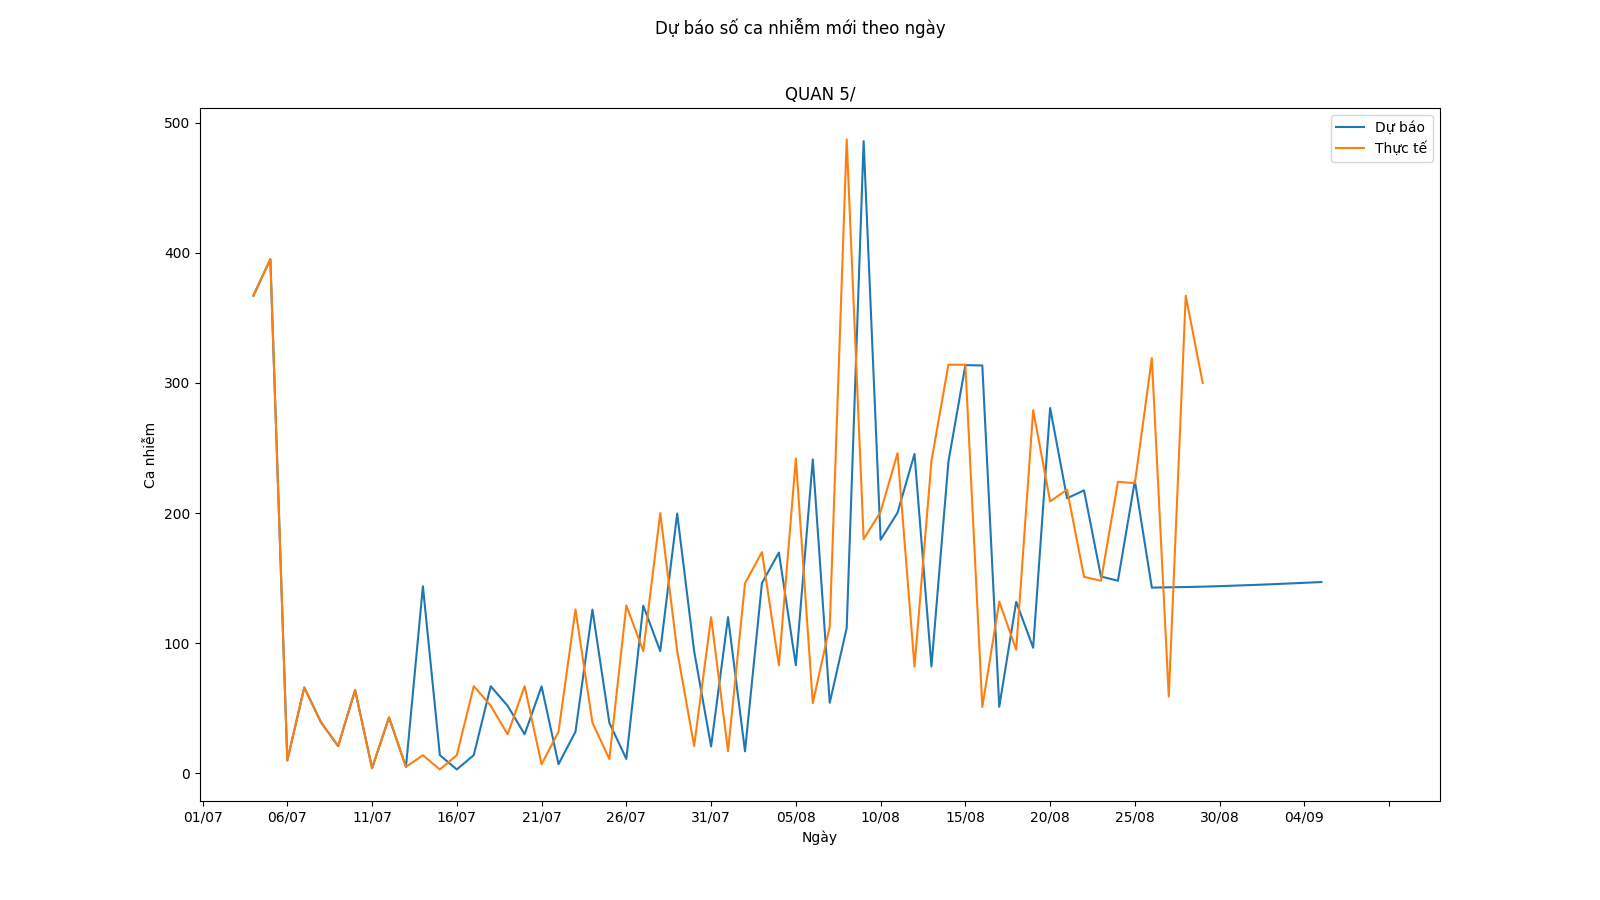 Dự báo số ca nhiễm mới theo ngày
QUAN 5/
Dự báo
Thực tế
500
400
300
200
100
0
Ca nhiễm
01/07 06/07 11/07 16/07 21/07 26/07 31/07 05/08 10/08 15/08 20/08 25/08 30/08 04/09
Ngày